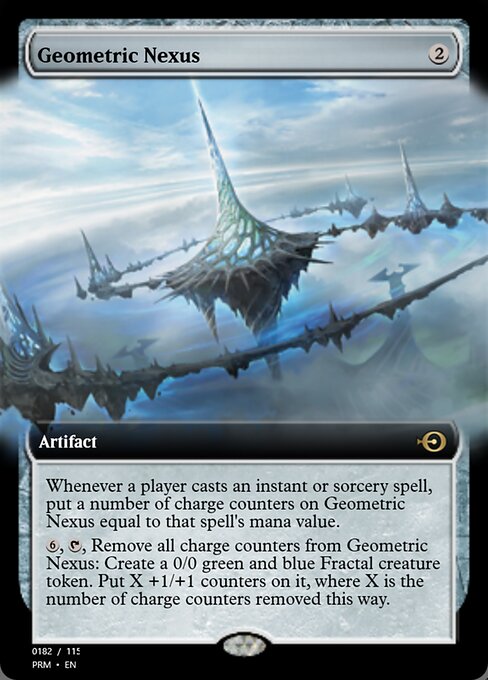 Geometric Nexus 2
Artifact
Whenever a player casts an instant or sorcery spell,
put a number of charge counters on Geometric
Nexus equal to that spell's mana value.
6, , Remove all charge counters from Geometric
Nexus: Create a 0/0 green and blue Fractal creature
token. Put X +1/+1 counters on it, where X is the
number of charge counters removed this way.
0182 / 115
PRM • EN